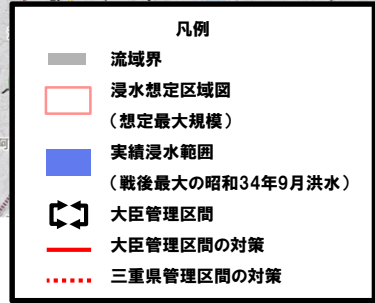 凡例
流域界
浸水想定区域図
（想定最大規模）
実績浸水範囲
（戦後最大の昭和34年9月洪水）
大臣管理区間
大臣管理区間の対策
三重県管理区間の対策